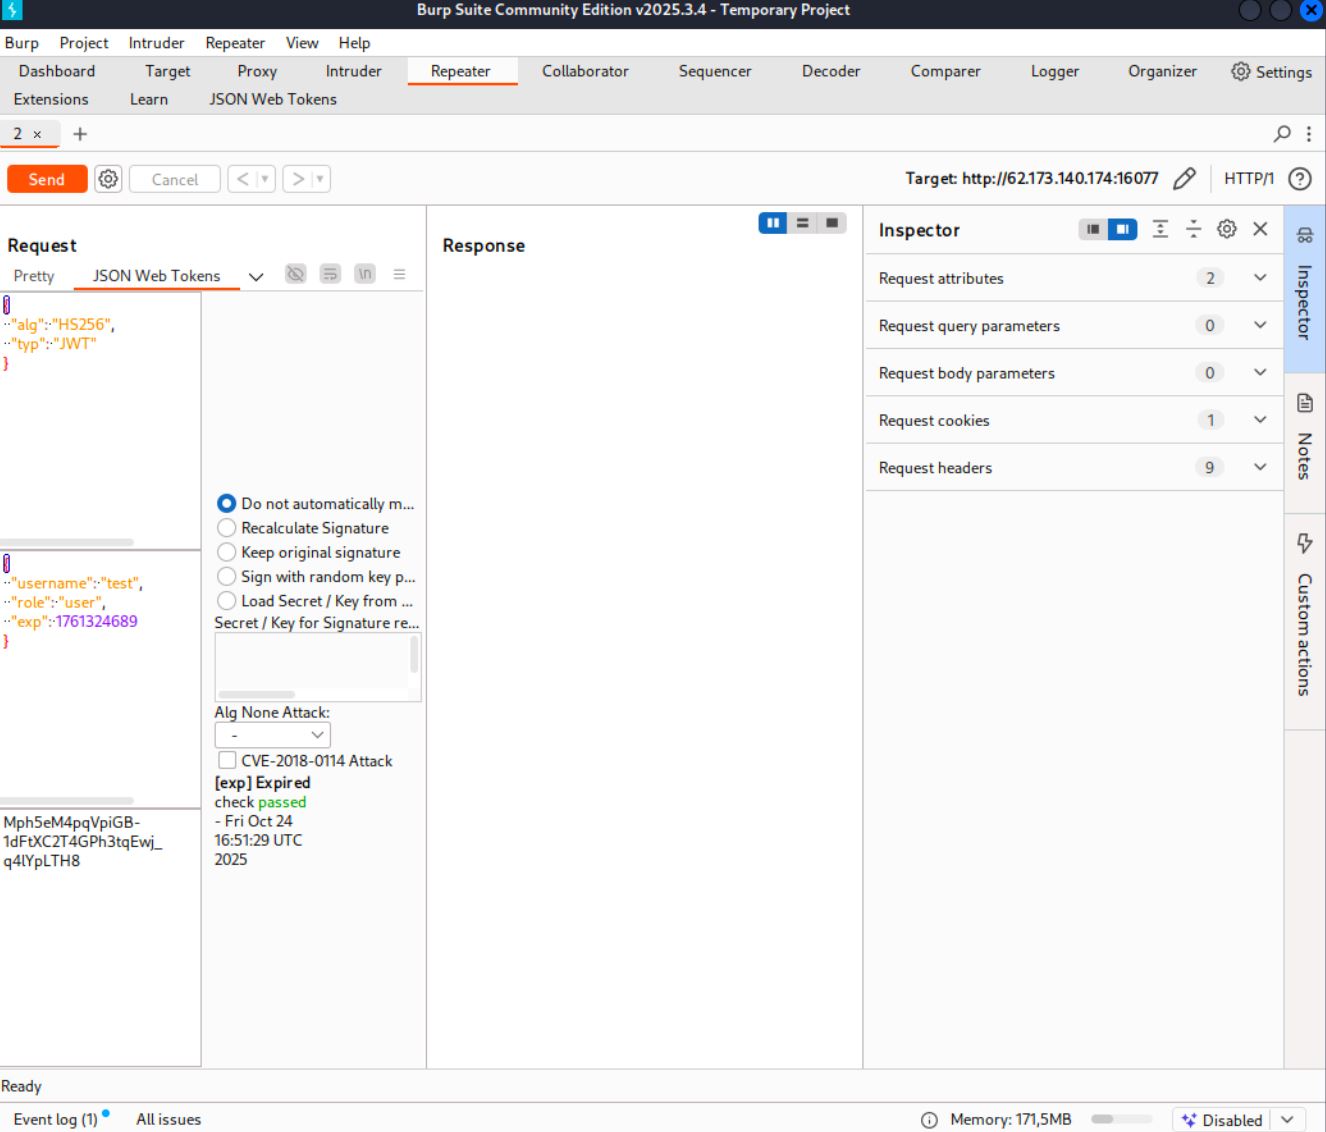 Burp Suite Community Edition v2025.3.4 - Temporary Project
Burp Project Intruder Repeater View Help
Dashboard Target Proxy Intruder Repeater Collaborator Sequencer Decoder Comparer Logger Organizer Settings
Extensions Learn JSON Web Tokens
2 × +
Send Cancel < > Target: http://62.173.140.174:16077 HTTP/1 ?
Request
Pretty JSON Web Tokens \n
{
··"alg":·"HS256",
··"typ":·"JWT"
}
{
··"username":·"test",
··"role":·"user",
··"exp":·1761324689
}
Mph5eM4pqVpiGB-
1dFtXC2T4GPh3tqEwj_
q4lYpLTH8
Do not automatically m...
Recalculate Signature
Keep original signature
Sign with random key p...
Load Secret / Key from ...
Secret / Key for Signature re...
Alg None Attack:
-
CVE-2018-0114 Attack
[exp] Expired
check passed
- Fri Oct 24
16:51:29 UTC
2025
Response
Inspector
Request attributes 2
Request query parameters 0
Request body parameters 0
Request cookies 1
Request headers 9
Inspector
Notes
Custom actions
Ready
Event log (1) All issues Memory: 171,5MB Disabled